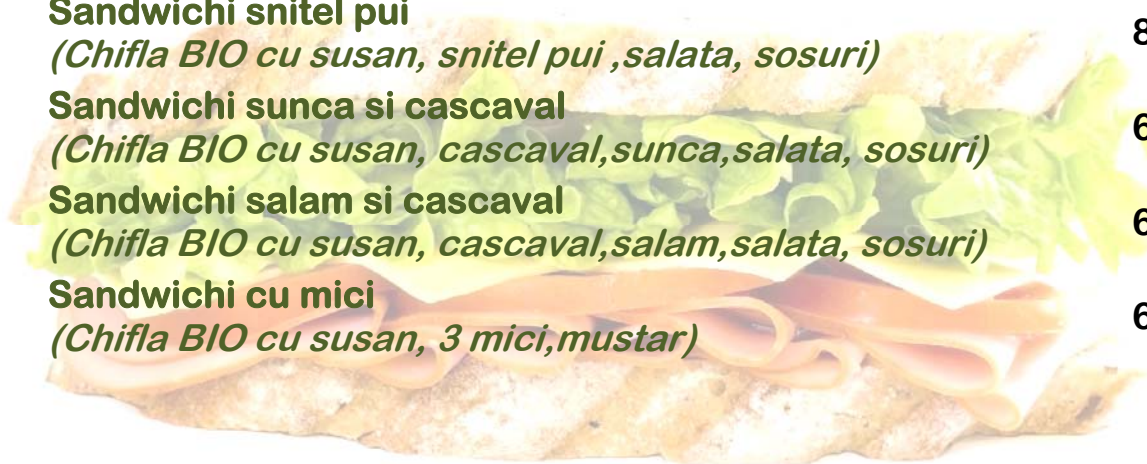 Sandwichi snitel pui
(Chifla BIO cu susan, snitel pui ,salata, sosuri)
Sandwichi sunca si cascaval
(Chifla BIO cu susan, cascaval,sunca,salata, sosuri)
Sandwichi salam si cascaval
(Chifla BIO cu susan, cascaval,salam,salata, sosuri)
Sandwichi cu mici
(Chifla BIO cu susan, 3 mici,mustar)